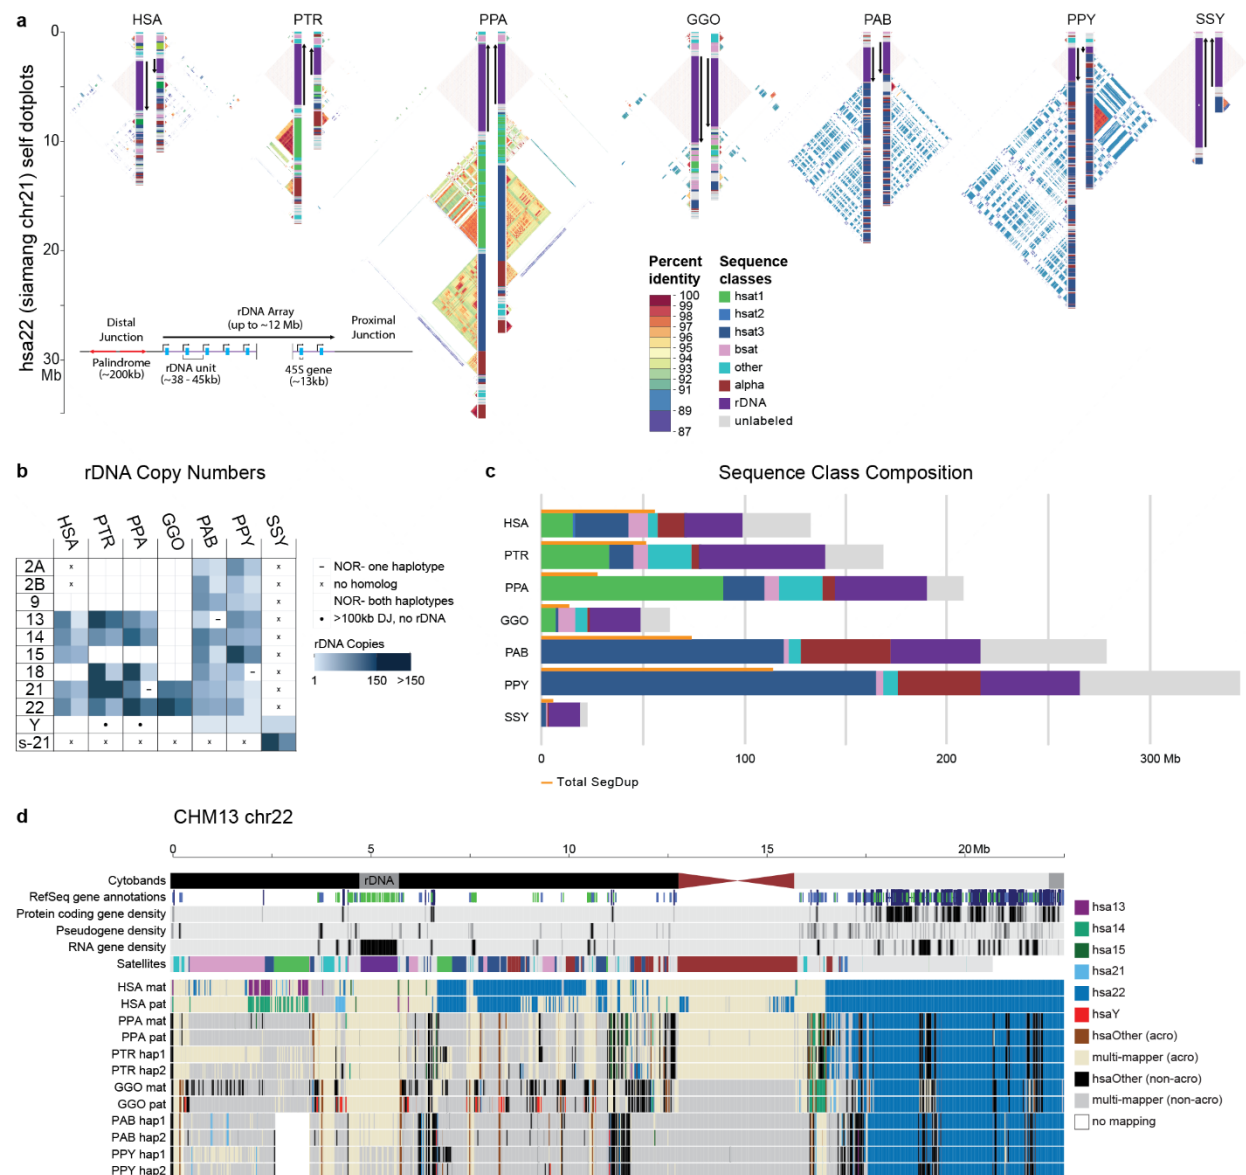 a
HSA PTR PPA GGO PAB PPY SSY
hsa22 (siamang chr21) self dotplots
0
10
20
30
Mb
Distal
Junction
rDNA Array
(up to ~12 Mb)
Proximal
Junction
Palindrome
(~200kb)
rDNA unit
(~38 - 45kb)
45S gene
(~13kb)
Percent
identity
100
99
98
97
96
95
94
93
92
91
89
87
Sequence
classes
hsat1
hsat2
hsat3
bsat
other
alpha
rDNA
unlabeled
b
rDNA Copy Numbers
HSA PTR PPA GGO PAB PPY SSY
2A x x
2B x x
9 x
13 – x
14 x
15 x
18 – x
21 – x
22 x
Y • •
s-21 x x x x x x
– NOR- one haplotype
x no homolog
NOR- both haplotypes
• >100kb DJ, no rDNA
rDNA Copies
1 150 >150
c
Sequence Class Composition
HSA
PTR
PPA
GGO
PAB
PPY
SSY
0 100 200 300 Mb
Total SegDup
d
CHM13 chr22
0 5 10 15 20 Mb
Cytobands
rDNA
RefSeq gene annotations
Protein coding gene density
Pseudogene density
RNA gene density
Satellites
HSA mat
HSA pat
PPA mat
PPA pat
PTR hap1
PTR hap2
GGO mat
GGO pat
PAB hap1
PAB hap2
PPY hap1
PPY hap2
hsa13
hsa14
hsa15
hsa21
hsa22
hsaY
hsaOther (acro)
multi-mapper (acro)
hsaOther (non-acro)
multi-mapper (non-acro)
no mapping